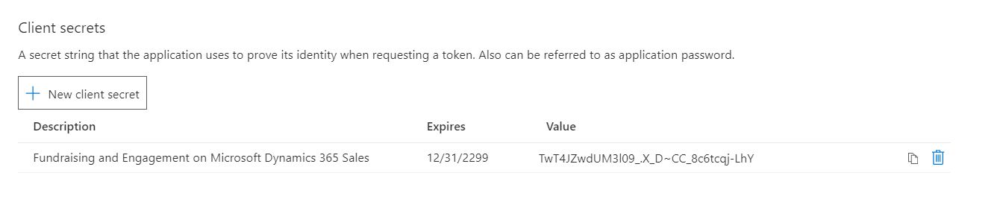 Client secrets
A secret string that the application uses to prove its identity when requesting a token. Also can be referred to as application password.
New client secret
Description Expires Value
Fundraising and Engagement on Microsoft Dynamics 365 Sales 12/31/2299 TwT4JZwdUM3l09_.X_D~CC_8c6tcqj-LhY